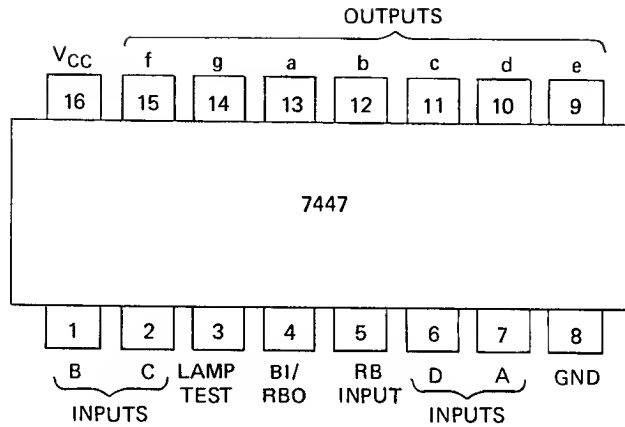 OUTPUTS
VCC f g a b c d e
16 15 14 13 12 11 10 9
7447
1 2 3 4 5 6 7 8
B C LAMP TEST BI/ RBO RB INPUT D A GND
INPUTS INPUTS